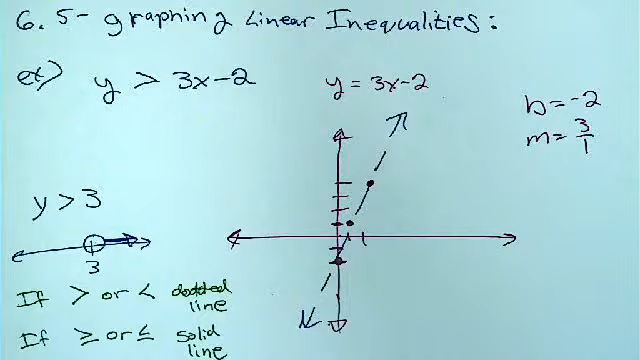 6.5- graphing Linear Inequalities:
ex) y > 3x-2
y = 3x-2
b = -2
m = 3/1
y > 3
3
If > or < dotted line
If ≥ or ≤ solid line